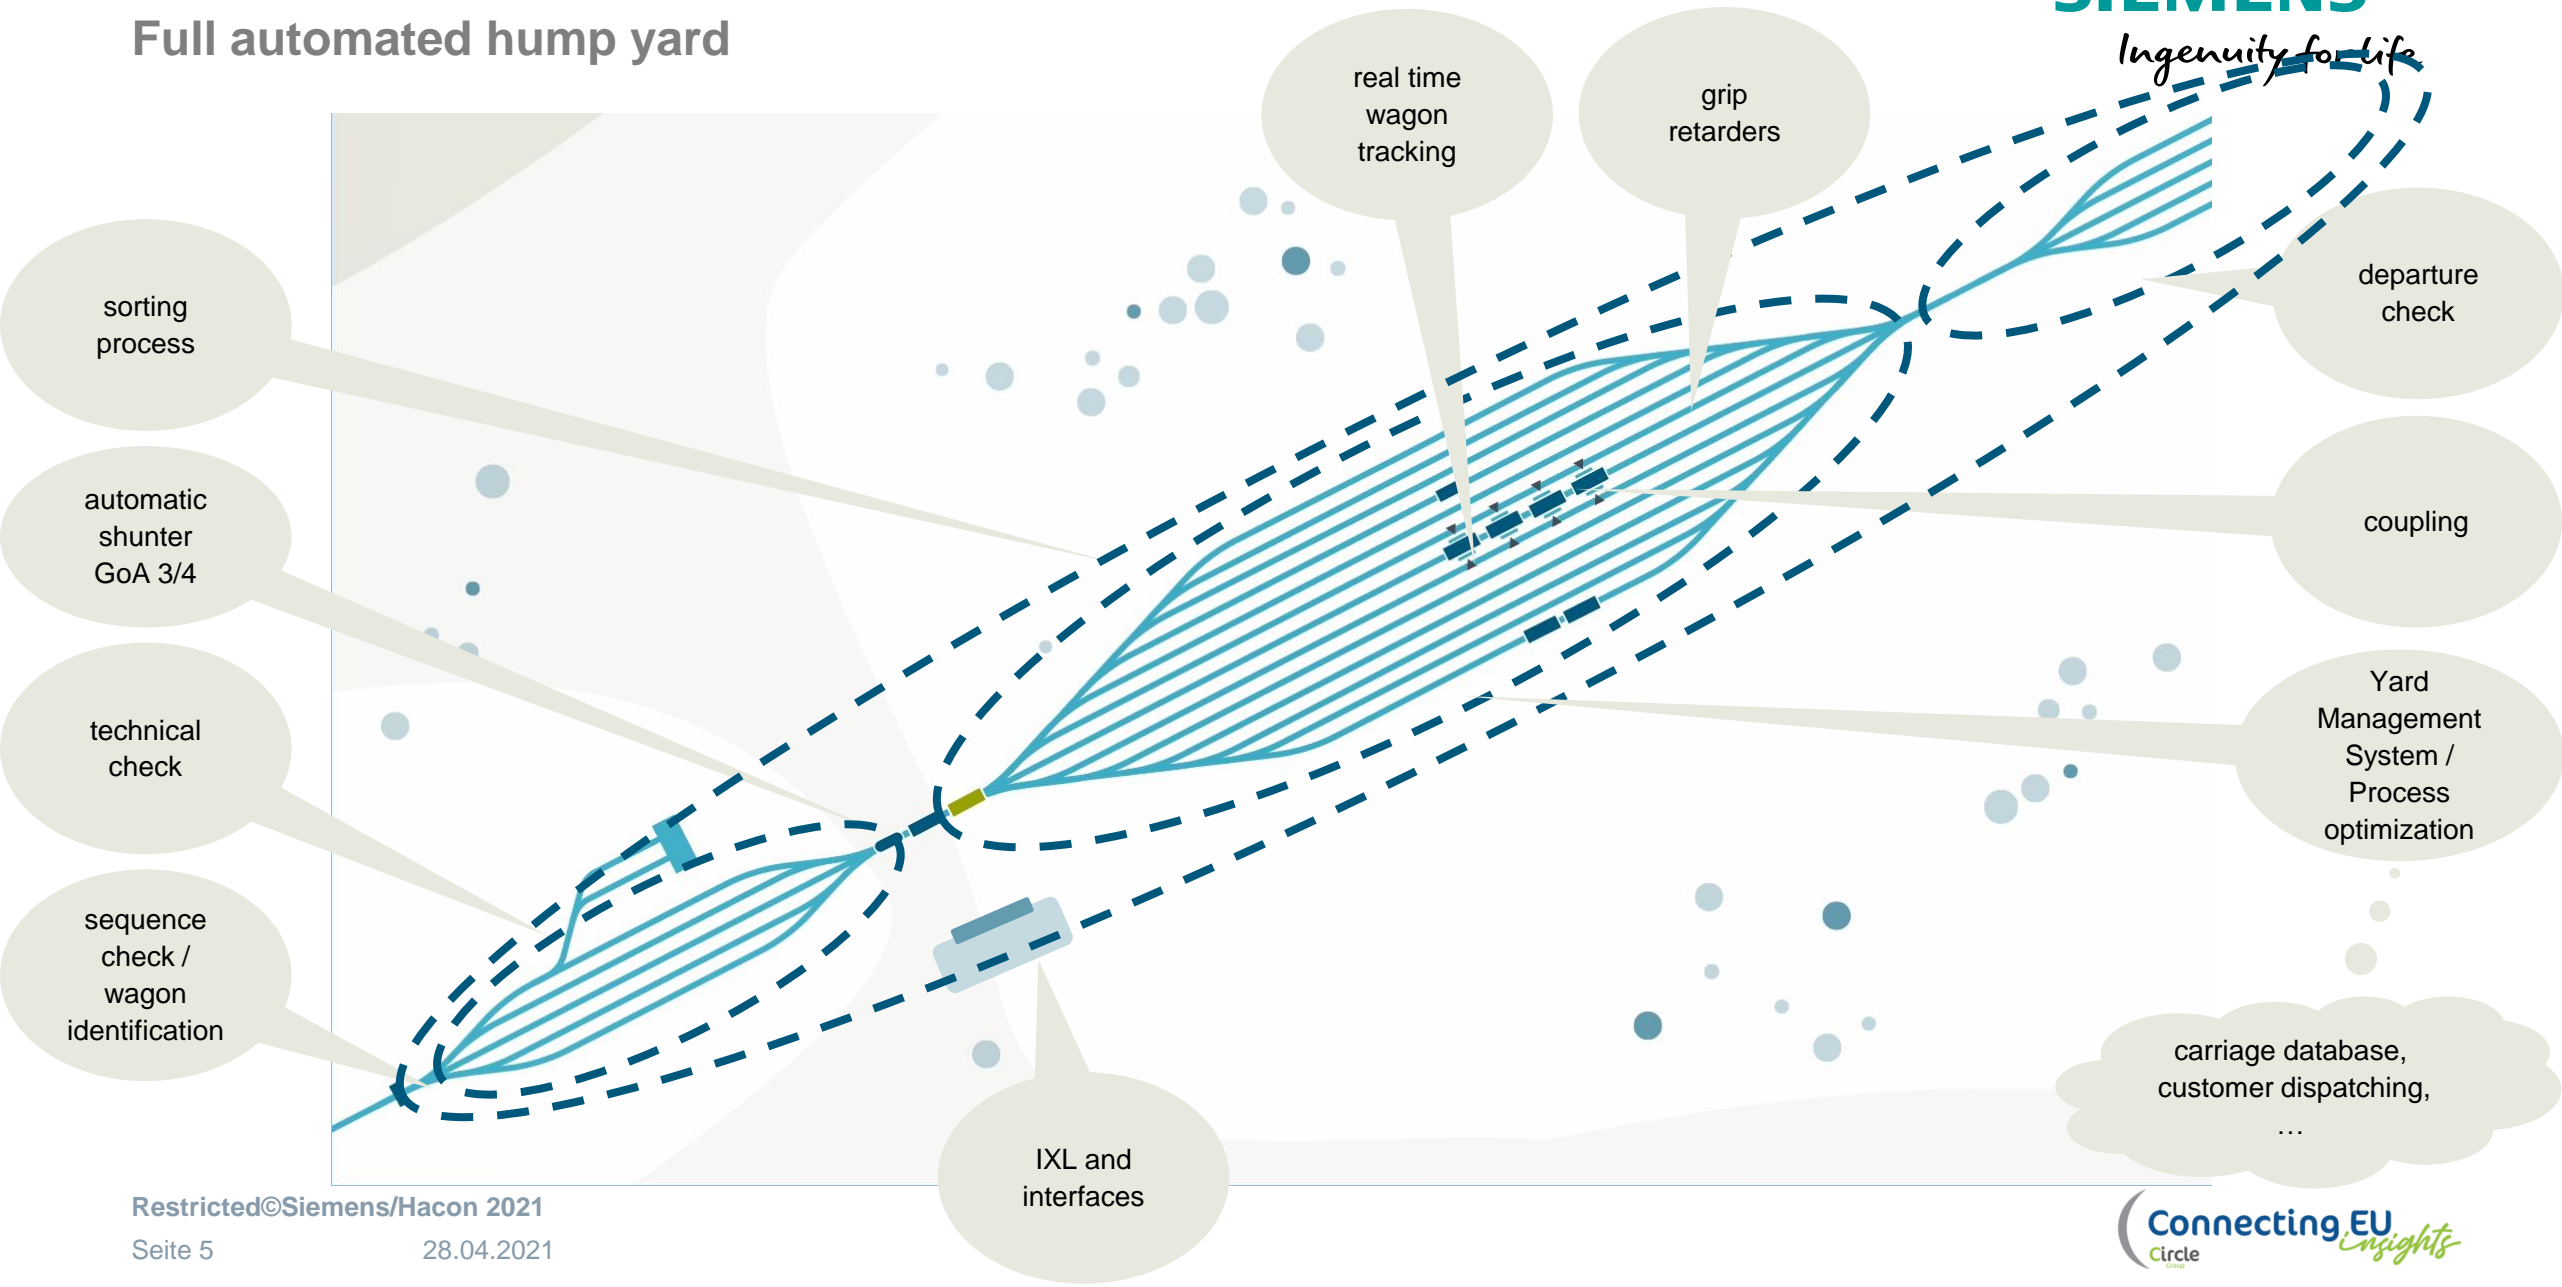 Full automated hump yard
SIEMENS
Ingenuity for life
real time
wagon
tracking
grip
retarders
sorting
process
departure
check
automatic
shunter
GoA 3/4
coupling
technical
check
Yard
Management
System /
Process
optimization
sequence
check /
wagon
identification
carriage database,
customer dispatching,
...
IXL and
interfaces
Restricted©Siemens/Hacon 2021
Seite 5
28.04.2021
Connecting EU
insights
Circle
Group